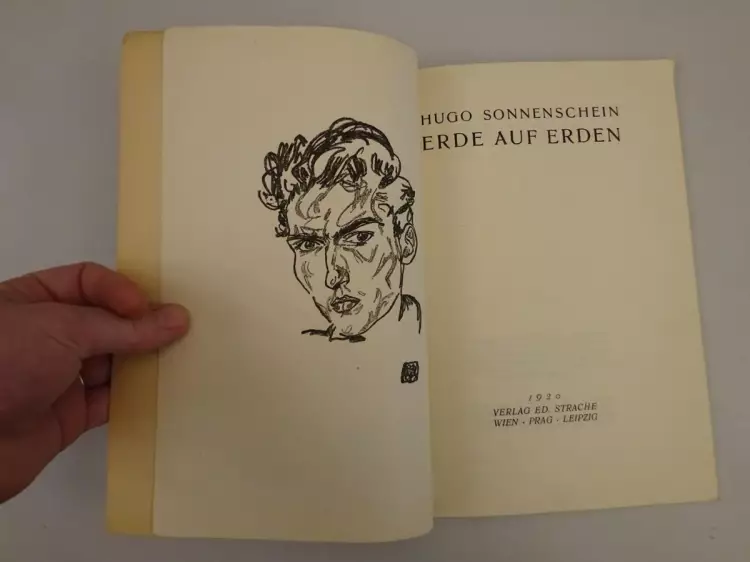 HUGO SONNENSCHEIN
ERDE AUF ERDEN
1920
VERLAG ED. STRACHE
WIEN - PRAG - LEIPZIG